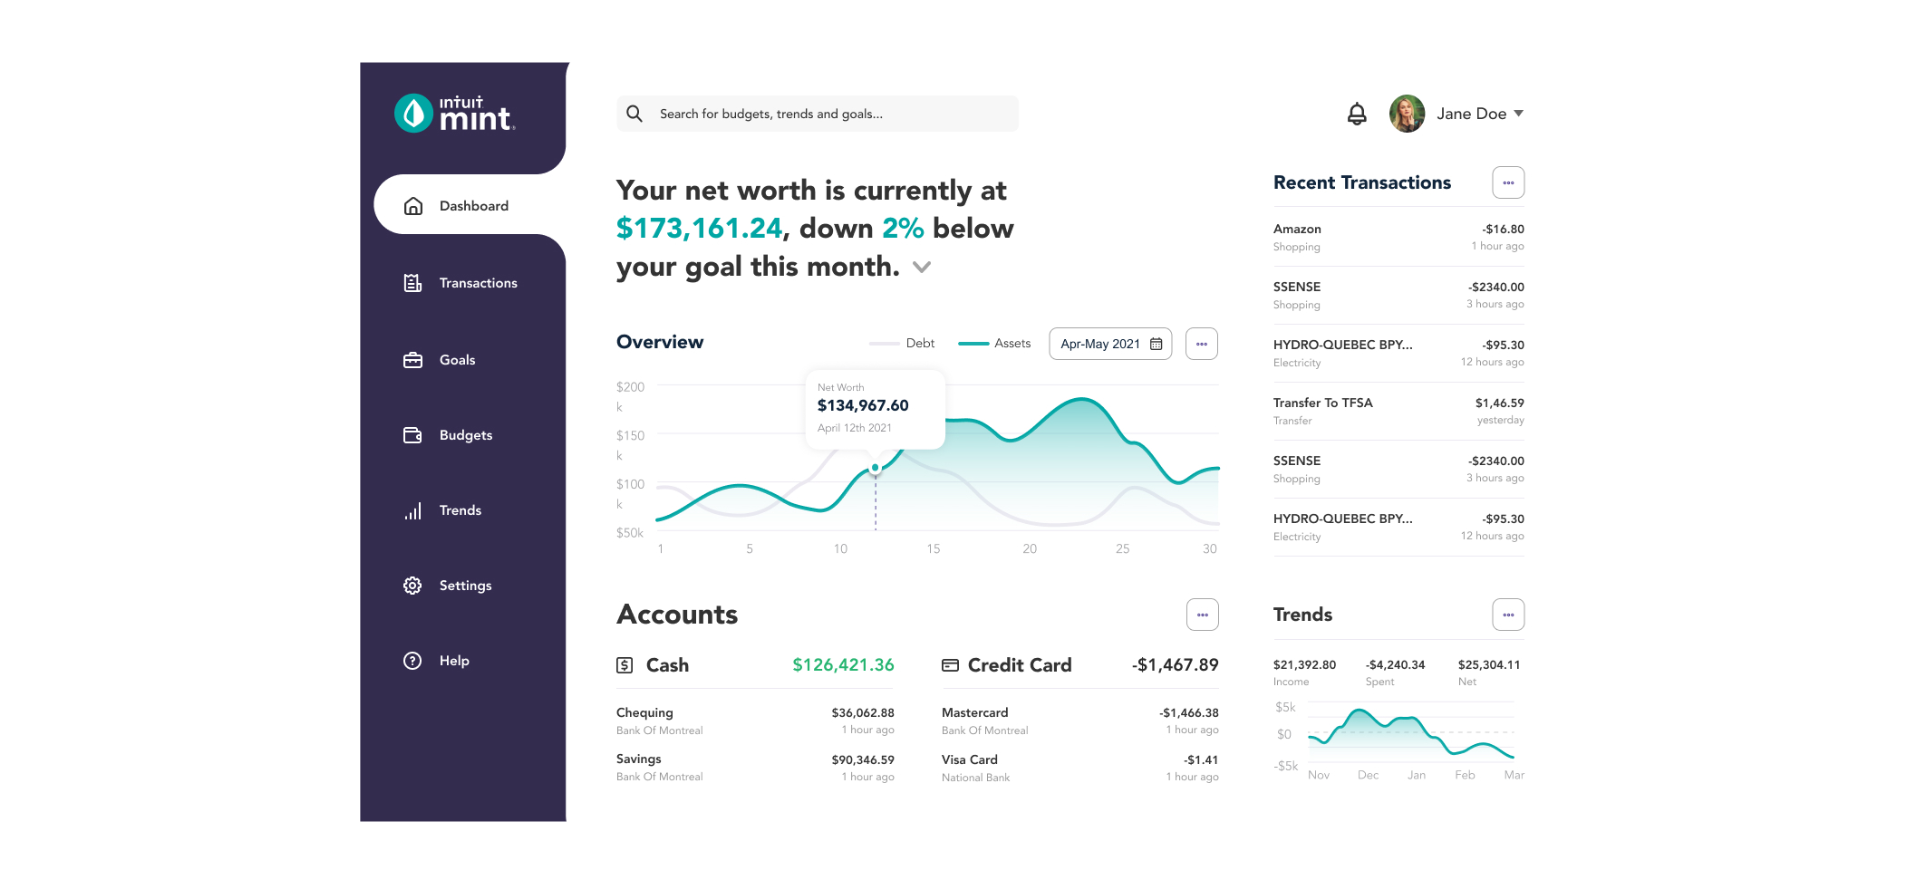 intuit
mint
Search for budgets, trends and goals...
Jane Doe
Dashboard
Transactions
Goals
Budgets
Trends
Settings
Help
Your net worth is currently at
$173,161.24, down 2% below
your goal this month.
Overview
Debt
Assets
Apr-May 2021
$200
k
$150
k
$100
k
$50k
Net Worth
$134,967.60
April 12th 2021
1 5 10 15 20 25 30
Accounts
Cash $126,421.36
Chequing $36,062.88
Bank Of Montreal 1 hour ago
Savings $90,346.59
Bank Of Montreal 1 hour ago
Credit Card -$1,467.89
Mastercard -$1,466.38
Bank Of Montreal 1 hour ago
Visa Card -$1.41
National Bank 1 hour ago
Recent Transactions
Amazon -$16.80
Shopping 1 hour ago
SSENSE -$2340.00
Shopping 3 hours ago
HYDRO-QUEBEC BPY... -$95.30
Electricity 12 hours ago
Transfer To TFSA $1,46.59
Transfer yesterday
SSENSE -$2340.00
Shopping 3 hours ago
HYDRO-QUEBEC BPY... -$95.30
Electricity 12 hours ago
Trends
$21,392.80 -$4,240.34 $25,304.11
Income Spent Net
$5k
$0
-$5k
Nov Dec Jan Feb Mar